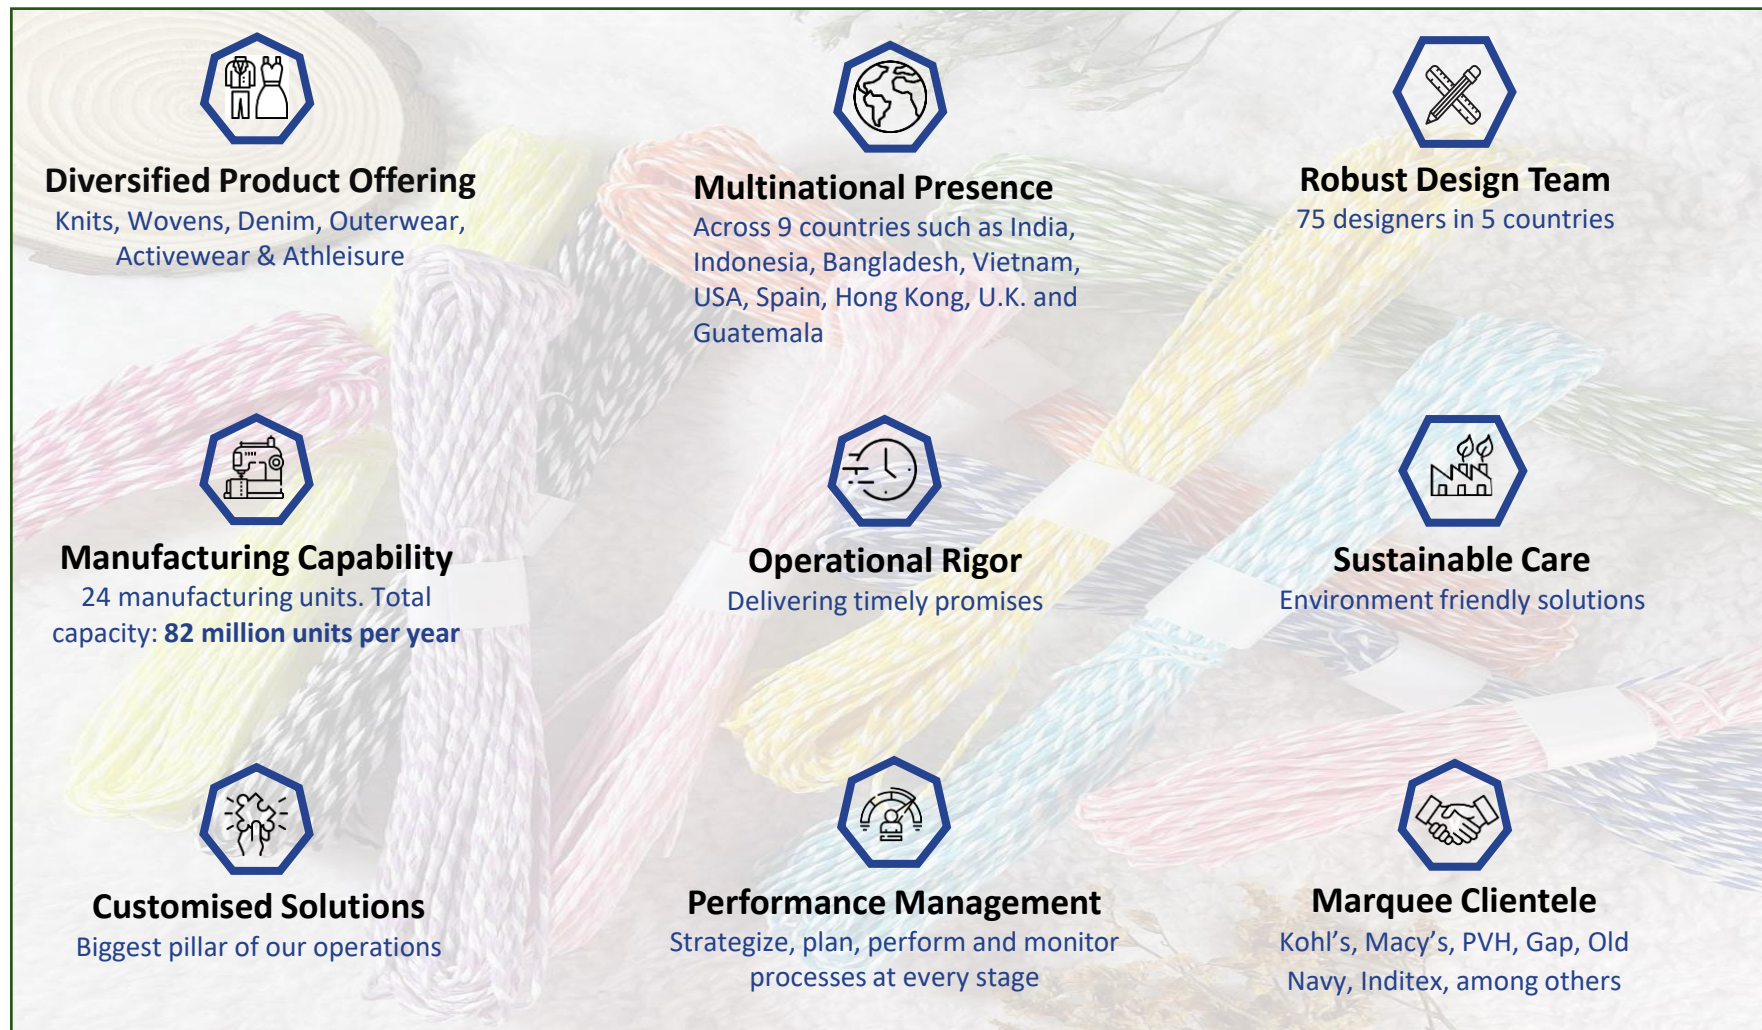 Diversified Product Offering
Knits, Wovens, Denim, Outerwear,
Activewear & Athleisure
Multinational Presence
Across 9 countries such as India,
Indonesia, Bangladesh, Vietnam,
USA, Spain, Hong Kong, U.K. and
Guatemala
Robust Design Team
75 designers in 5 countries
Manufacturing Capability
24 manufacturing units. Total
capacity: 82 million units per year
Operational Rigor
Delivering timely promises
Sustainable Care
Environment friendly solutions
Customised Solutions
Biggest pillar of our operations
Performance Management
Strategize, plan, perform and monitor
processes at every stage
Marquee Clientele
Kohl’s, Macy’s, PVH, Gap, Old
Navy, Inditex, among others